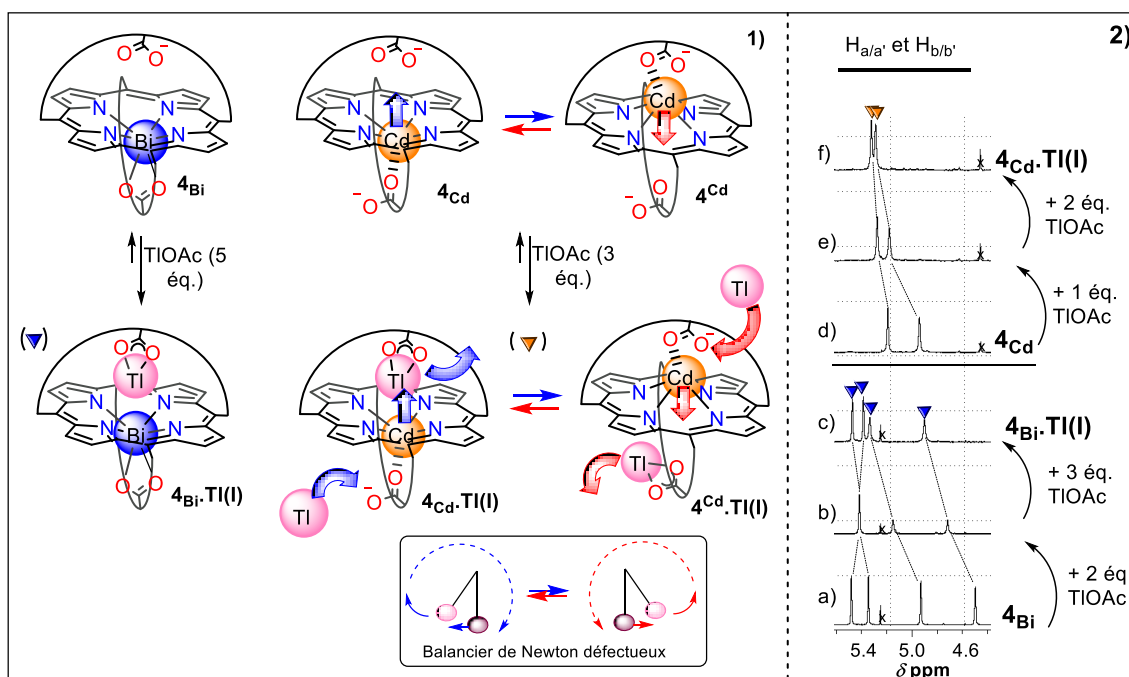 1)
O O⁻
N N N N
Bi
O O
4Bi
N N N N
Cd
O
⁻O
4Cd
O O⁻
Cd
N N N N
⁻O O
4Cd
TlOAc (5
éq.)
TlOAc (3
éq.)
( )
O O
Tl
N N N N
Bi
O O
4Bi.Tl(I)
O O
Tl
N N N N
Cd
O
⁻O
Tl
4Cd.Tl(I)
( )
Tl
O O⁻
Cd
N N N N
Tl O
O
4Cd.Tl(I)
Balancier de Newton défectueux
2)
Ha/a' et Hb/b'
f)
4Cd.Tl(I)
x
+ 2 éq.
TlOAc
e)
x
+ 1 éq.
TlOAc
d)
4Cd
x
c)
4Bi.Tl(I)
x
+ 3 éq.
TlOAc
b)
x
+ 2 éq
TlOAc
a)
4Bi
x
5.4 5.0 4.6
δ ppm